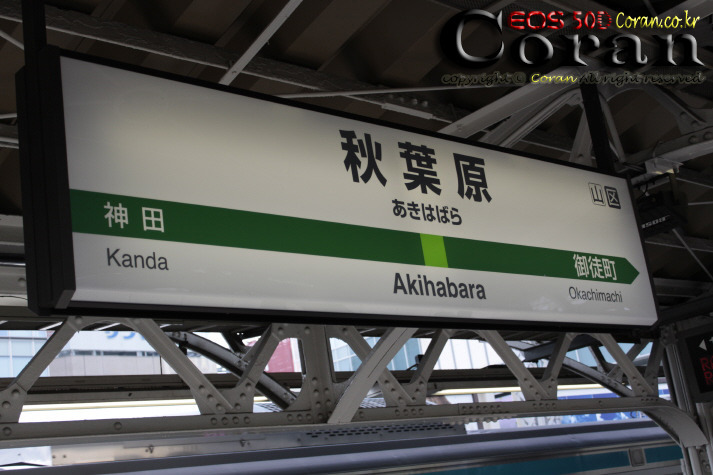 EOS 50D Coran.co.kr
Coran
copyright © Coran All right reserved
秋葉原
山 区
あきはばら
神田
御徒町
Kanda
Akihabara
Okachimachi